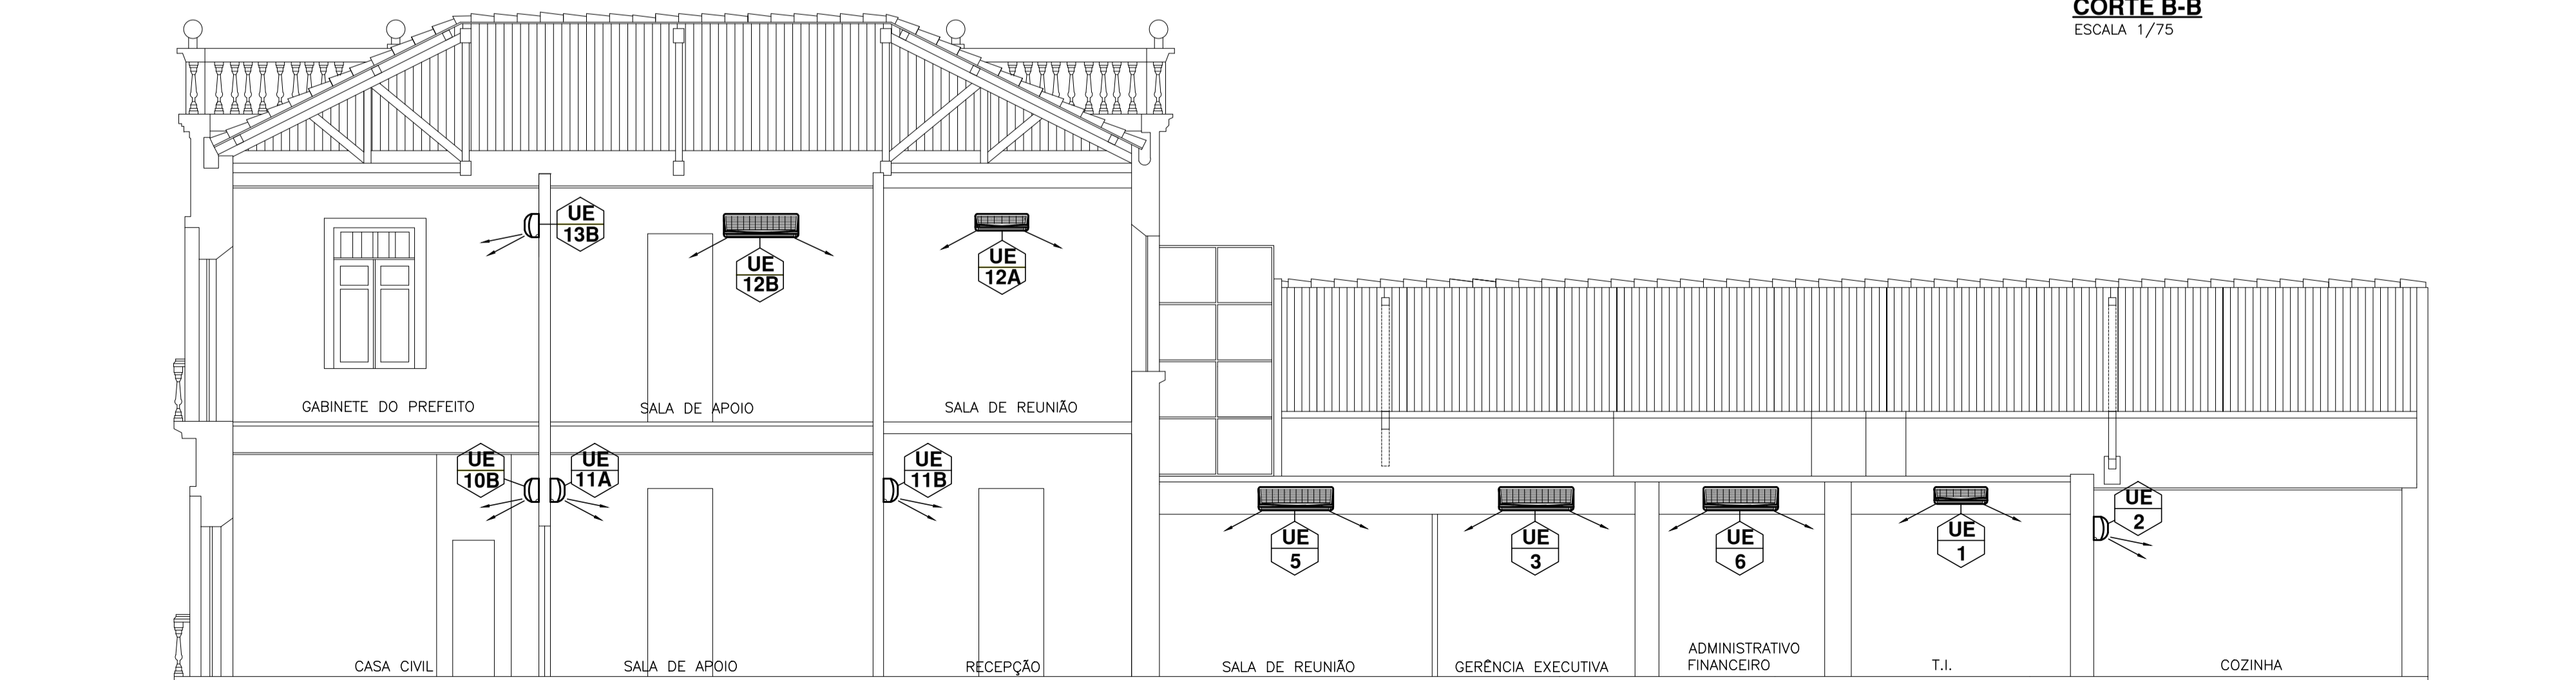 CORTE B-B
ESCALA 1/75
UE
13B
UE
12B
UE
12A
GABINETE DO PREFEITO
SALA DE APOIO
SALA DE REUNIÃO
UE
10B
UE
11A
UE
11B
UE
5
UE
3
UE
6
UE
1
UE
2
CASA CIVIL
SALA DE APOIO
RECEPÇÃO
SALA DE REUNIÃO
GERÊNCIA EXECUTIVA
ADMINISTRATIVO
FINANCEIRO
T.I.
COZINHA